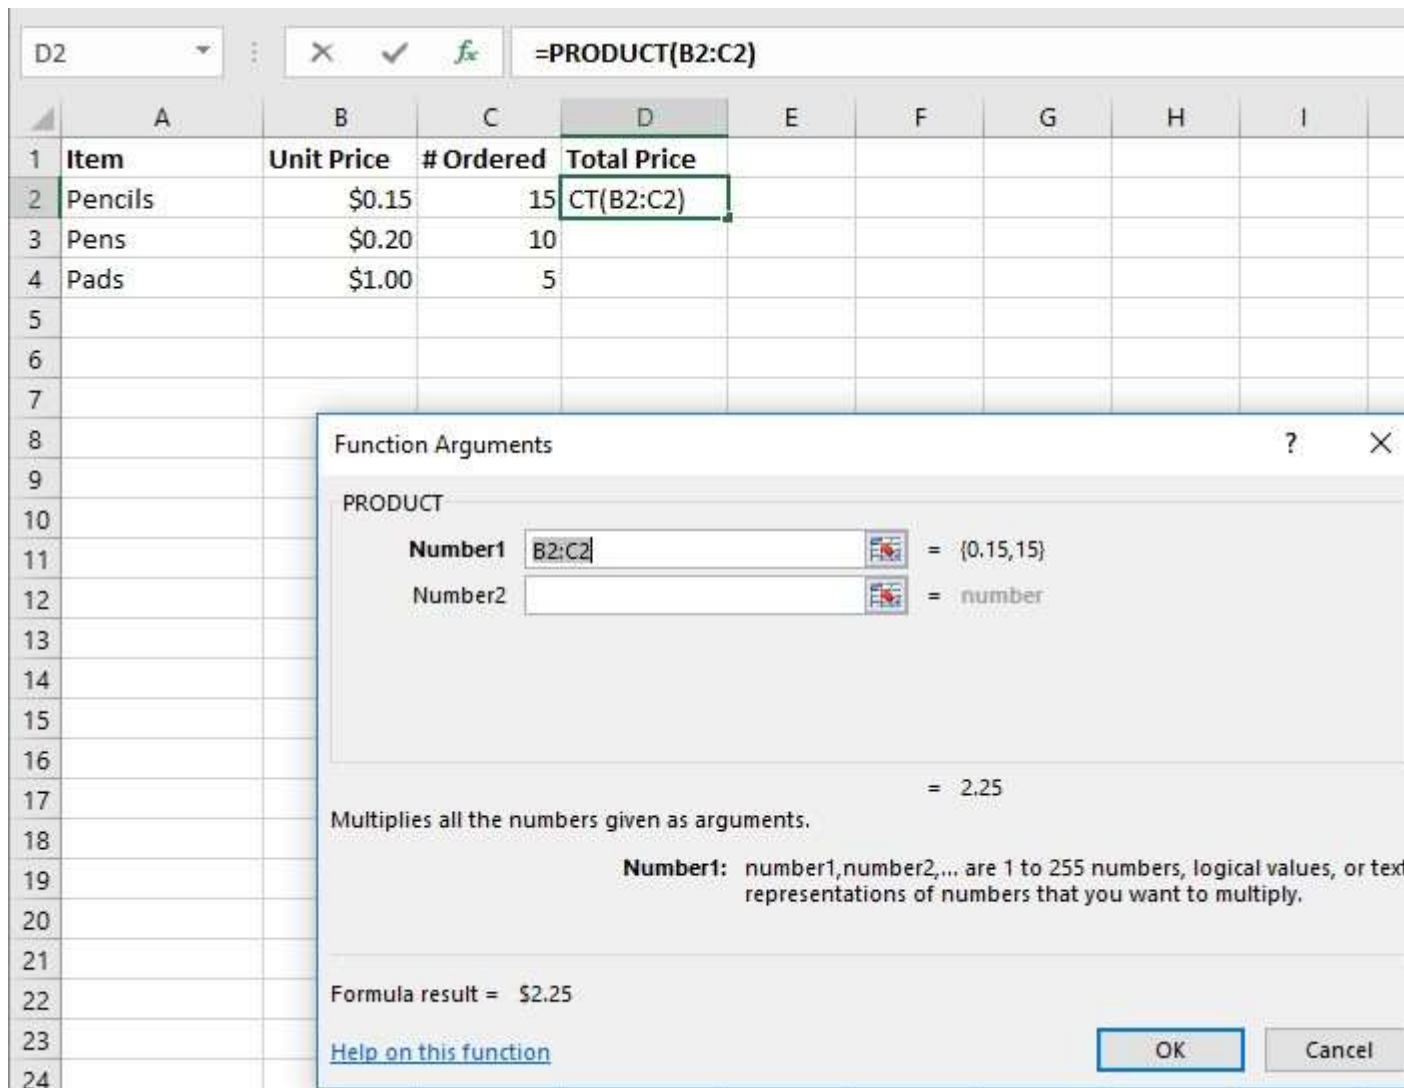 D2 =PRODUCT(B2:C2)
A B C D E F G H I
1 Item Unit Price # Ordered Total Price
2 Pencils $0.15 15 CT(B2:C2)
3 Pens $0.20 10
4 Pads $1.00 5
5
6
7
8
9
10
11
12
13
14
15
16
17
18
19
20
21
22
23
24
Function Arguments ?
PRODUCT
Number1 B2:C2 = {0.15,15}
Number2 = number
= 2.25
Multiplies all the numbers given as arguments.
Number1: number1,number2,... are 1 to 255 numbers, logical values, or text
representations of numbers that you want to multiply.
Formula result = $2.25
Help on this function OK Cancel